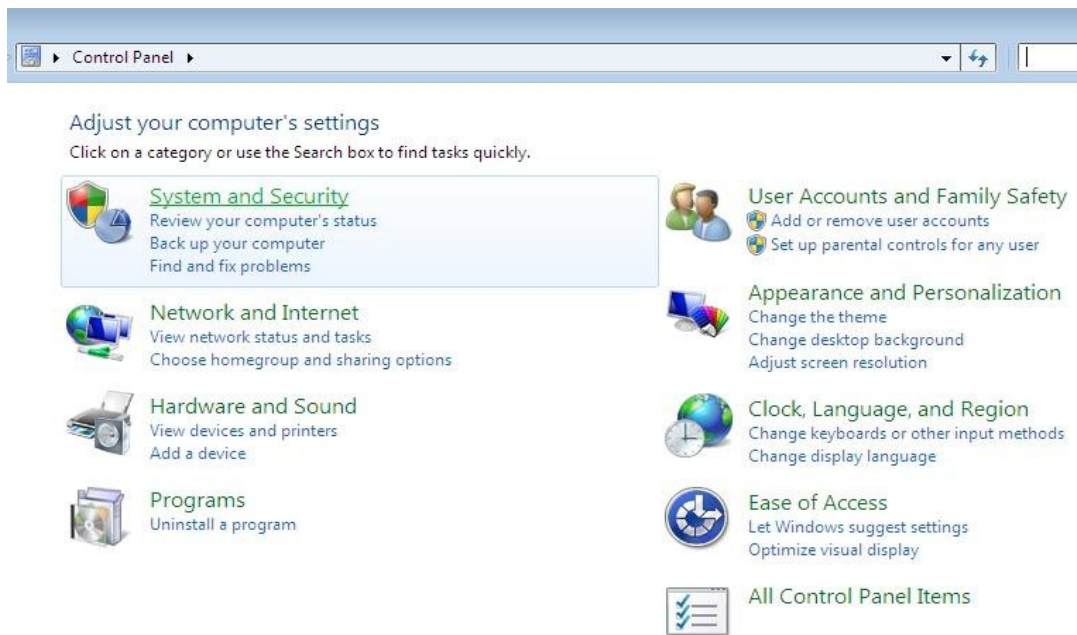 Control Panel
Adjust your computer's settings
Click on a category or use the Search box to find tasks quickly.
System and Security
Review your computer's status
Back up your computer
Find and fix problems
Network and Internet
View network status and tasks
Choose homegroup and sharing options
Hardware and Sound
View devices and printers
Add a device
Programs
Uninstall a program
User Accounts and Family Safety
Add or remove user accounts
Set up parental controls for any user
Appearance and Personalization
Change the theme
Change desktop background
Adjust screen resolution
Clock, Language, and Region
Change keyboards or other input methods
Change display language
Ease of Access
Let Windows suggest settings
Optimize visual display
All Control Panel Items